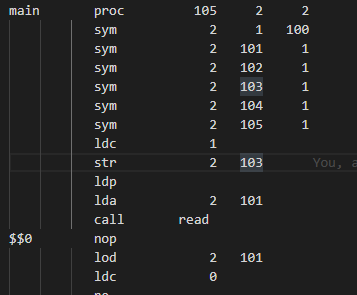 main proc 105 2 2
sym 2 1 100
sym 2 101 1
sym 2 102 1
sym 2 103 1
sym 2 104 1
sym 2 105 1
ldc 1
str 2 103 You, a
ldp
lda 2 101
call read
$$0 nop
lod 2 101
ldc 0